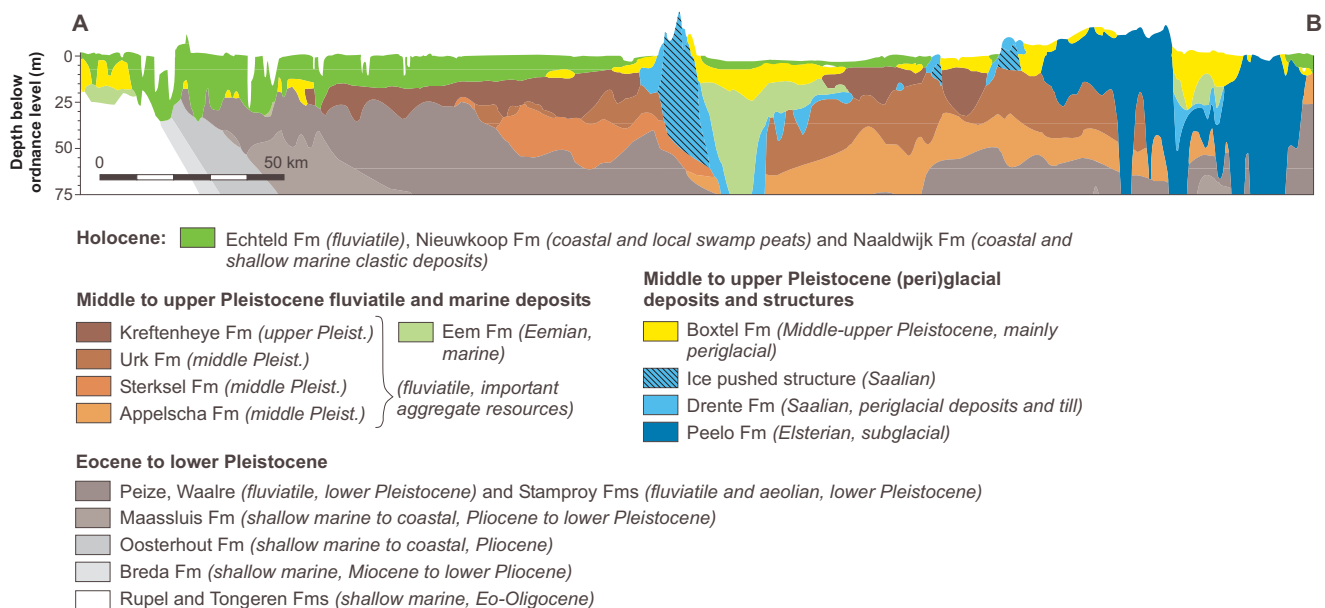 A
B
Depth below
ordnance level (m)
0
25
50
75
0
50 km
Holocene:
Echteld Fm (fluviatile), Nieuwkoop Fm (coastal and local swamp peats) and Naaldwijk Fm (coastal and
shallow marine clastic deposits)
Middle to upper Pleistocene fluviatile and marine deposits
Kreftenheye Fm (upper Pleist.)
Urk Fm (middle Pleist.)
Sterksel Fm (middle Pleist.)
Appelscha Fm (middle Pleist.)
Eem Fm (Eemian,
marine)
(fluviatile, important
aggregate resources)
Middle to upper Pleistocene (peri)glacial
deposits and structures
Boxtel Fm (Middle-upper Pleistocene, mainly
periglacial)
Ice pushed structure (Saalian)
Drente Fm (Saalian, periglacial deposits and till)
Peelo Fm (Elsterian, subglacial)
Eocene to lower Pleistocene
Peize, Waalre (fluviatile, lower Pleistocene) and Stamproy Fms (fluviatile and aeolian, lower Pleistocene)
Maassluis Fm (shallow marine to coastal, Pliocene to lower Pleistocene)
Oosterhout Fm (shallow marine to coastal, Pliocene)
Breda Fm (shallow marine, Miocene to lower Pliocene)
Rupel and Tongeren Fms (shallow marine, Eo-Oligocene)